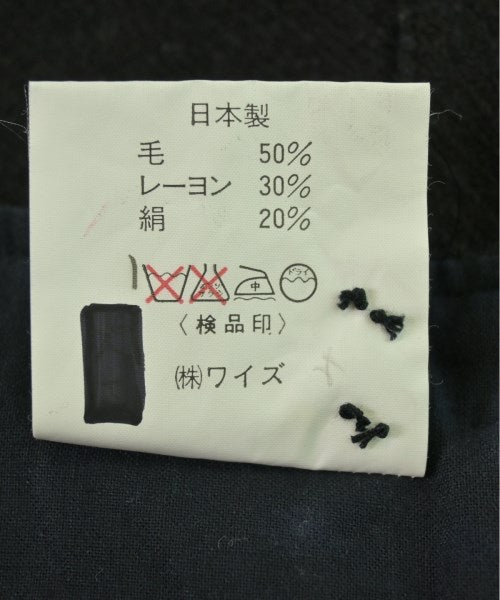 日本製
毛 50%
レーヨン 30%
絹 20%
中 ドライ
〈検品印〉
㈱ワイズ